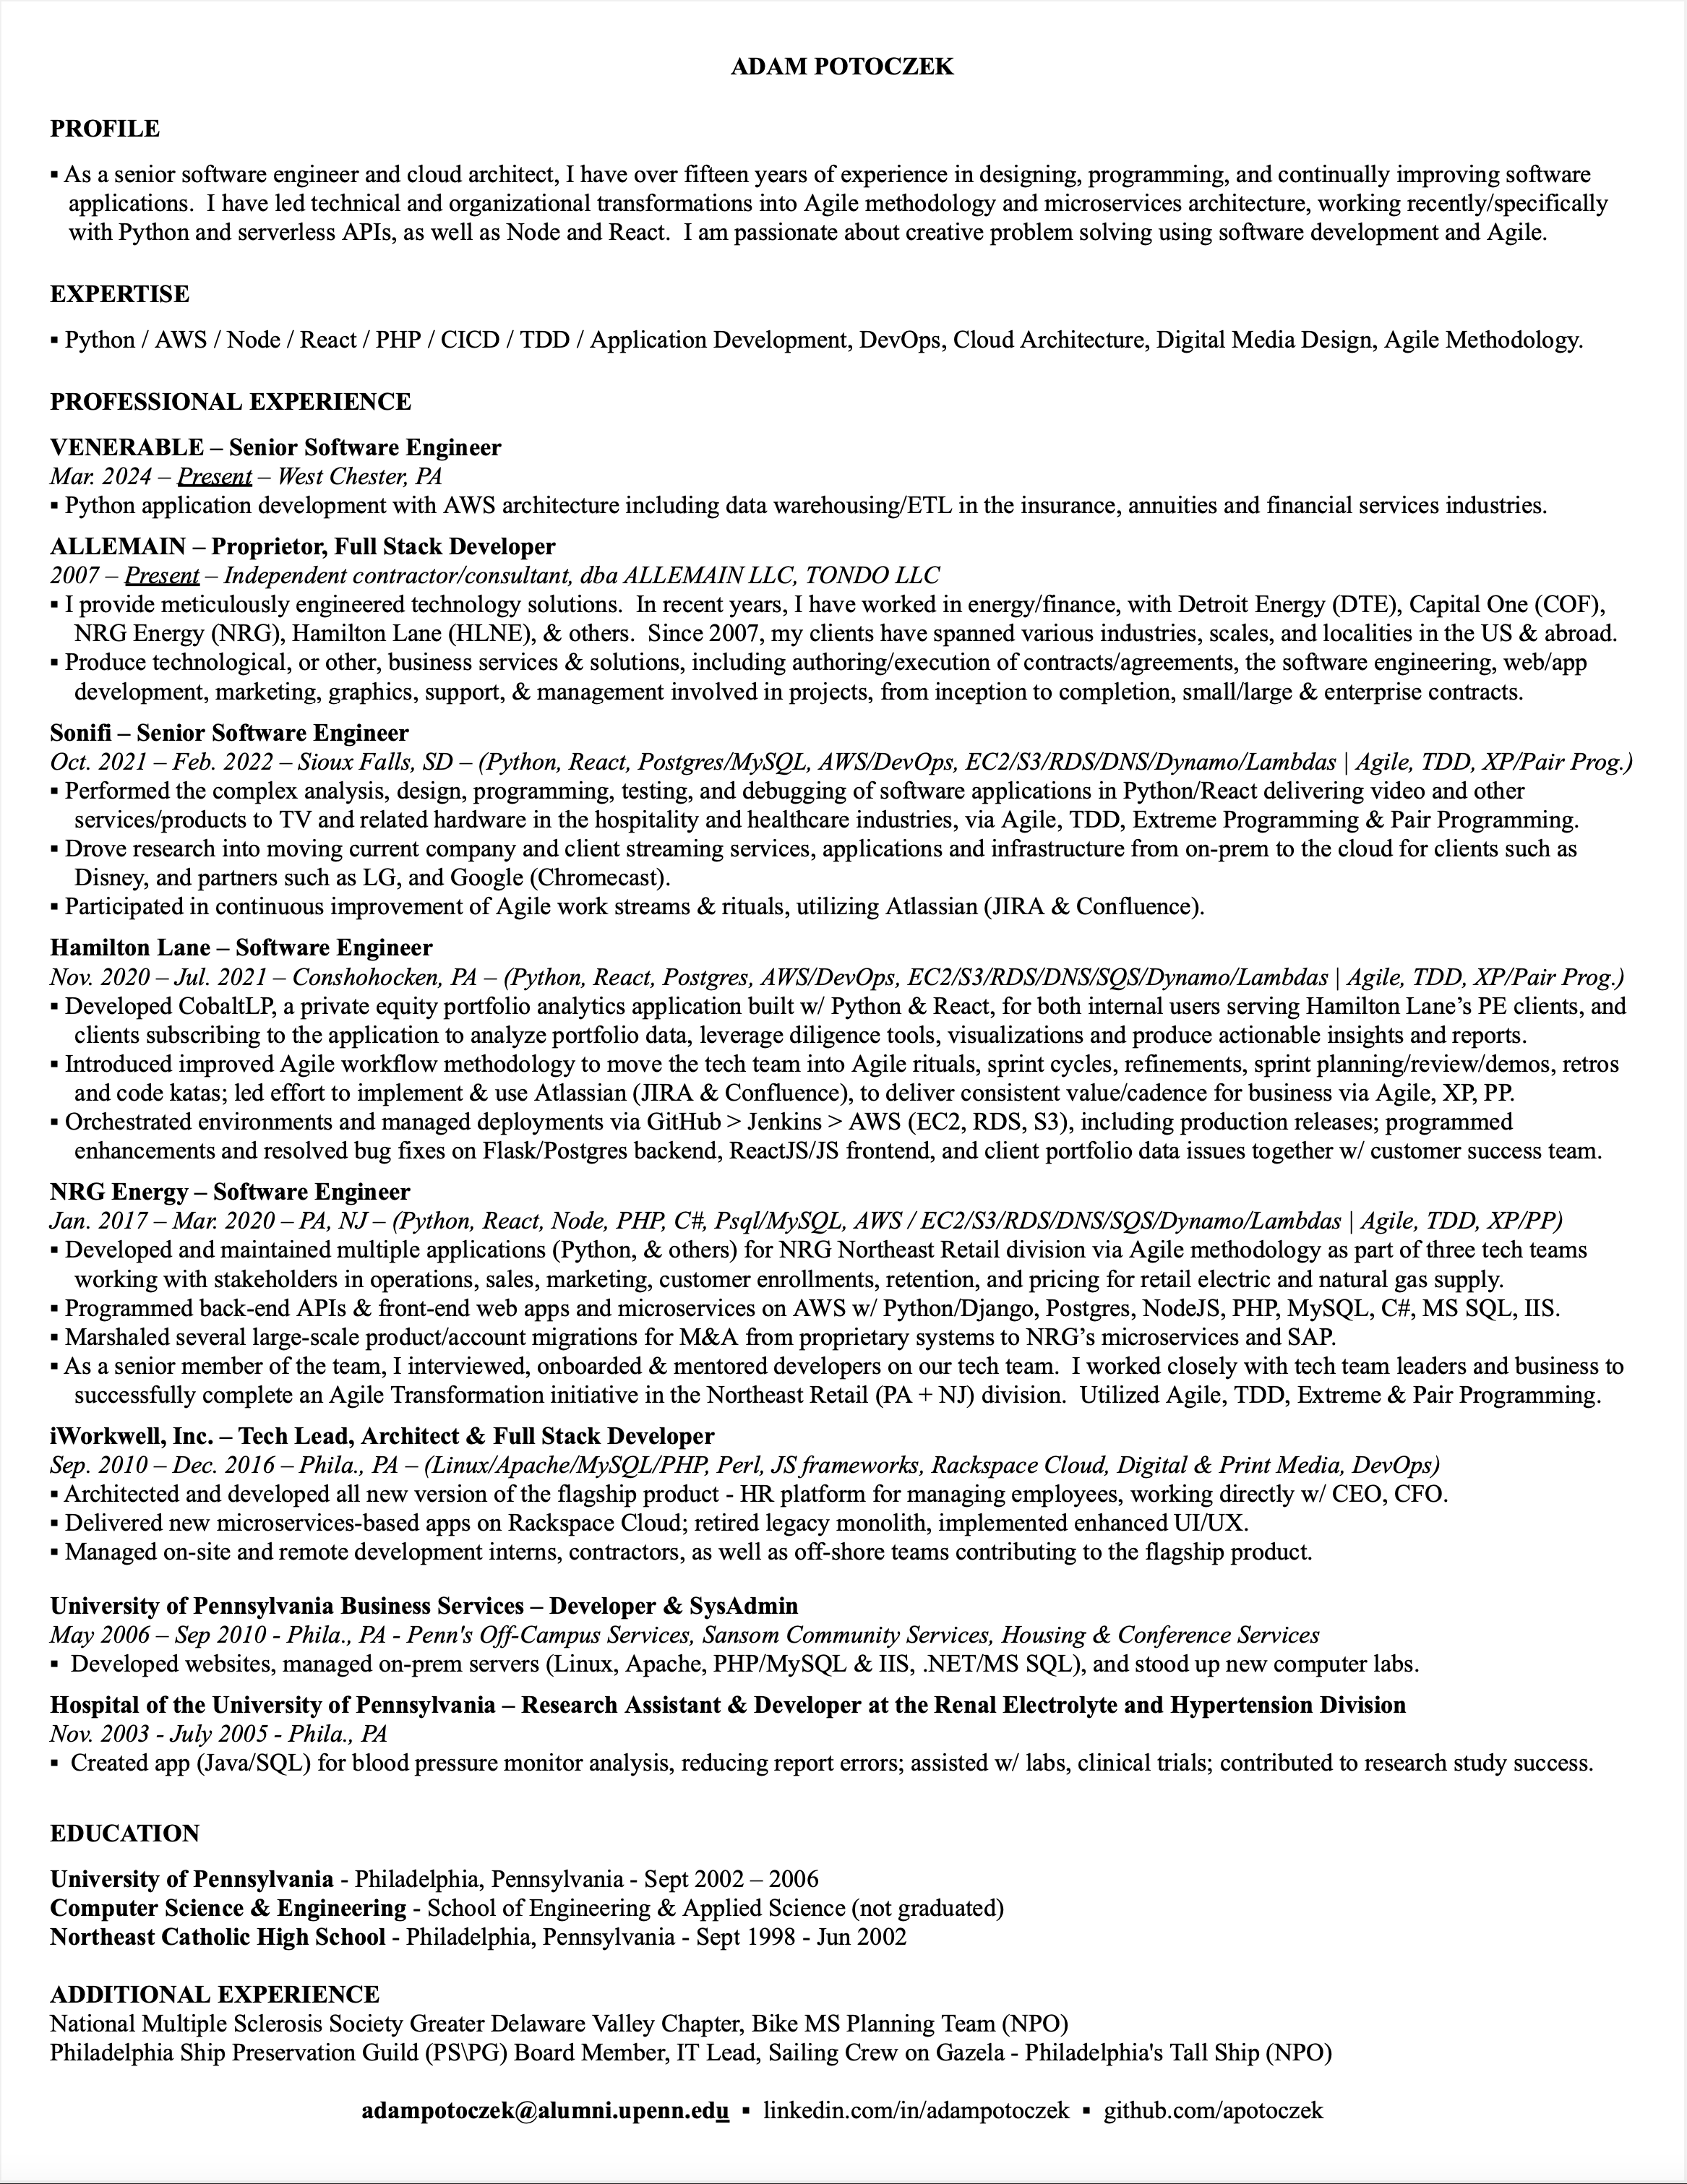 ADAM POTOCZEK
PROFILE
▪ As a senior software engineer and cloud architect, I have over fifteen years of experience in designing, programming, and continually improving software
applications.  I have led technical and organizational transformations into Agile methodology and microservices architecture, working recently/specifically
with Python and serverless APIs, as well as Node and React.  I am passionate about creative problem solving using software development and Agile.
EXPERTISE
▪ Python / AWS / Node / React / PHP / CICD / TDD / Application Development, DevOps, Cloud Architecture, Digital Media Design, Agile Methodology.
PROFESSIONAL EXPERIENCE
VENERABLE – Senior Software Engineer
Mar. 2024 – Present – West Chester, PA
▪ Python application development with AWS architecture including data warehousing/ETL in the insurance, annuities and financial services industries.
ALLEMAIN – Proprietor, Full Stack Developer
2007 – Present – Independent contractor/consultant, dba ALLEMAIN LLC, TONDO LLC
▪ I provide meticulously engineered technology solutions.  In recent years, I have worked in energy/finance, with Detroit Energy (DTE), Capital One (COF),
NRG Energy (NRG), Hamilton Lane (HLNE), & others.  Since 2007, my clients have spanned various industries, scales, and localities in the US & abroad.
▪ Produce technological, or other, business services & solutions, including authoring/execution of contracts/agreements, the software engineering, web/app
development, marketing, graphics, support, & management involved in projects, from inception to completion, small/large & enterprise contracts.
Sonifi – Senior Software Engineer
Oct. 2021 – Feb. 2022 – Sioux Falls, SD – (Python, React, Postgres/MySQL, AWS/DevOps, EC2/S3/RDS/DNS/Dynamo/Lambdas | Agile, TDD, XP/Pair Prog.)
▪ Performed the complex analysis, design, programming, testing, and debugging of software applications in Python/React delivering video and other
services/products to TV and related hardware in the hospitality and healthcare industries, via Agile, TDD, Extreme Programming & Pair Programming.
▪ Drove research into moving current company and client streaming services, applications and infrastructure from on-prem to the cloud for clients such as
Disney, and partners such as LG, and Google (Chromecast).
▪ Participated in continuous improvement of Agile work streams & rituals, utilizing Atlassian (JIRA & Confluence).
Hamilton Lane – Software Engineer
Nov. 2020 – Jul. 2021 – Conshohocken, PA – (Python, React, Postgres, AWS/DevOps, EC2/S3/RDS/DNS/SQS/Dynamo/Lambdas | Agile, TDD, XP/Pair Prog.)
▪ Developed CobaltLP, a private equity portfolio analytics application built w/ Python & React, for both internal users serving Hamilton Lane’s PE clients, and
clients subscribing to the application to analyze portfolio data, leverage diligence tools, visualizations and produce actionable insights and reports.
▪ Introduced improved Agile workflow methodology to move the tech team into Agile rituals, sprint cycles, refinements, sprint planning/review/demos, retros
and code katas; led effort to implement & use Atlassian (JIRA & Confluence), to deliver consistent value/cadence for business via Agile, XP, PP.
▪ Orchestrated environments and managed deployments via GitHub > Jenkins > AWS (EC2, RDS, S3), including production releases; programmed
enhancements and resolved bug fixes on Flask/Postgres backend, ReactJS/JS frontend, and client portfolio data issues together w/ customer success team.
NRG Energy – Software Engineer
Jan. 2017 – Mar. 2020 – PA, NJ – (Python, React, Node, PHP, C#, Psql/MySQL, AWS / EC2/S3/RDS/DNS/SQS/Dynamo/Lambdas | Agile, TDD, XP/PP)
▪ Developed and maintained multiple applications (Python, & others) for NRG Northeast Retail division via Agile methodology as part of three tech teams
working with stakeholders in operations, sales, marketing, customer enrollments, retention, and pricing for retail electric and natural gas supply.
▪ Programmed back-end APIs & front-end web apps and microservices on AWS w/ Python/Django, Postgres, NodeJS, PHP, MySQL, C#, MS SQL, IIS.
▪ Marshaled several large-scale product/account migrations for M&A from proprietary systems to NRG’s microservices and SAP.
▪ As a senior member of the team, I interviewed, onboarded & mentored developers on our tech team.  I worked closely with tech team leaders and business to
successfully complete an Agile Transformation initiative in the Northeast Retail (PA + NJ) division.  Utilized Agile, TDD, Extreme & Pair Programming.
iWorkwell, Inc. – Tech Lead, Architect & Full Stack Developer
Sep. 2010 – Dec. 2016 – Phila., PA – (Linux/Apache/MySQL/PHP, Perl, JS frameworks, Rackspace Cloud, Digital & Print Media, DevOps)
▪ Architected and developed all new version of the flagship product - HR platform for managing employees, working directly w/ CEO, CFO.
▪ Delivered new microservices-based apps on Rackspace Cloud; retired legacy monolith, implemented enhanced UI/UX.
▪ Managed on-site and remote development interns, contractors, as well as off-shore teams contributing to the flagship product.
University of Pennsylvania Business Services – Developer & SysAdmin
May 2006 – Sep 2010 - Phila., PA - Penn's Off-Campus Services, Sansom Community Services, Housing & Conference Services
▪ Developed websites, managed on-prem servers (Linux, Apache, PHP/MySQL & IIS, .NET/MS SQL), and stood up new computer labs.
Hospital of the University of Pennsylvania – Research Assistant & Developer at the Renal Electrolyte and Hypertension Division
Nov. 2003 - July 2005 - Phila., PA
▪ Created app (Java/SQL) for blood pressure monitor analysis, reducing report errors; assisted w/ labs, clinical trials; contributed to research study success.
EDUCATION
University of Pennsylvania - Philadelphia, Pennsylvania - Sept 2002 – 2006
Computer Science & Engineering - School of Engineering & Applied Science (not graduated)
Northeast Catholic High School - Philadelphia, Pennsylvania - Sept 1998 - Jun 2002
ADDITIONAL EXPERIENCE
National Multiple Sclerosis Society Greater Delaware Valley Chapter, Bike MS Planning Team (NPO)
Philadelphia Ship Preservation Guild (PS\PG) Board Member, IT Lead, Sailing Crew on Gazela - Philadelphia's Tall Ship (NPO)
adampotoczek@alumni.upenn.edu ▪ linkedin.com/in/adampotoczek ▪ github.com/apotoczek